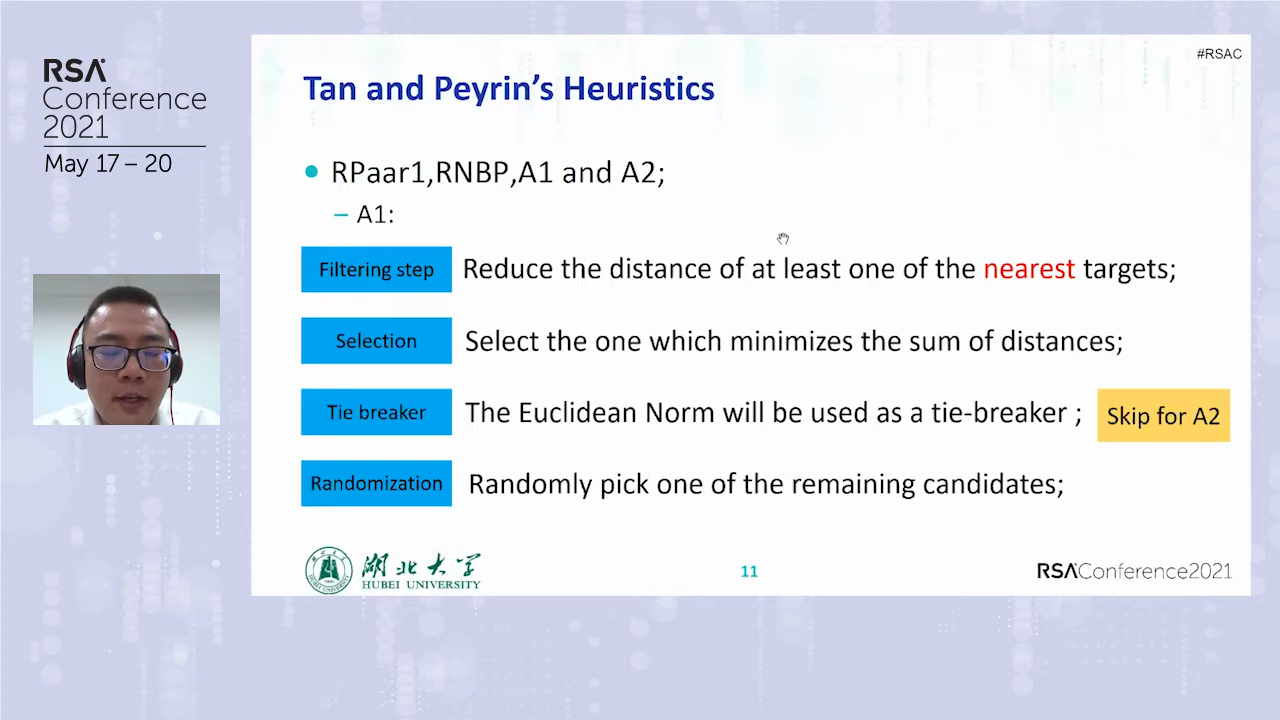 RSA
Conference
2021
May 17 – 20
#RSAC
Tan and Peyrin's Heuristics
• RPaar1,RNBP,A1 and A2;
– A1:
Filtering step Reduce the distance of at least one of the nearest targets;
Selection Select the one which minimizes the sum of distances;
Tie breaker The Euclidean Norm will be used as a tie-breaker ; Skip for A2
Randomization Randomly pick one of the remaining candidates;
湖北大学
HUBEI UNIVERSITY
11
RSAConference2021